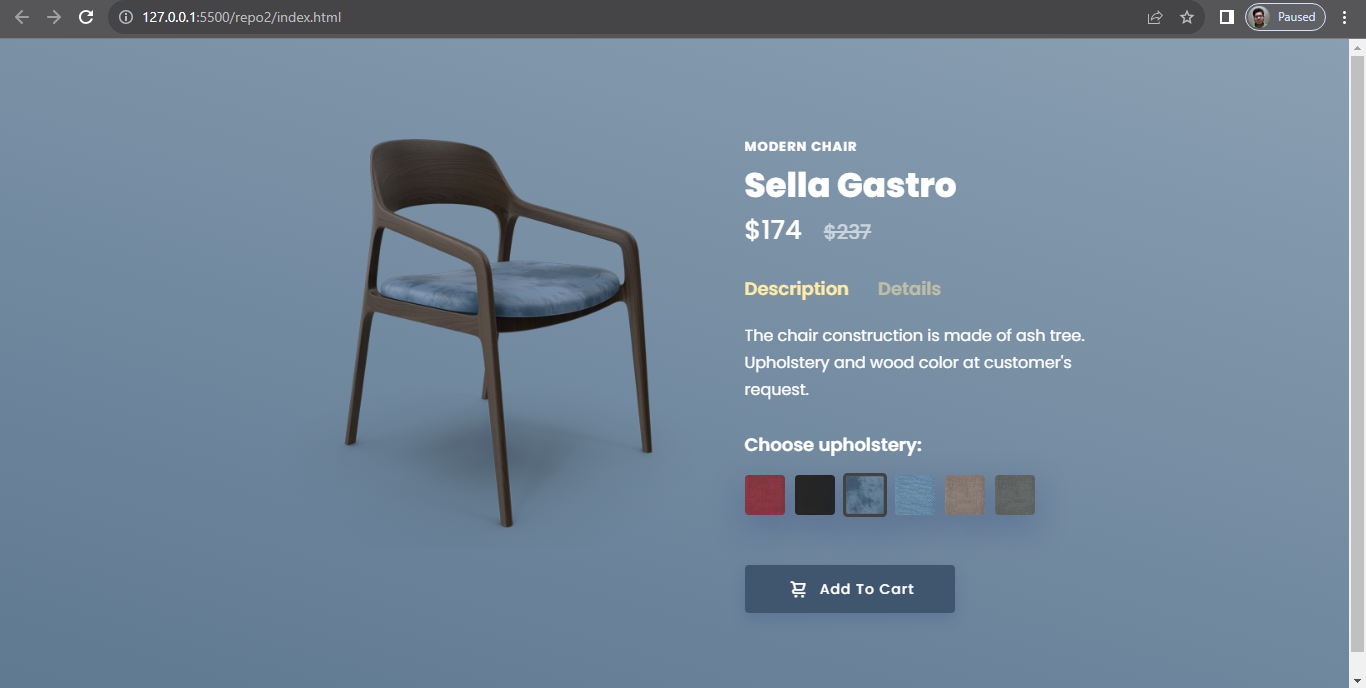 127.0.0.1:5500/repo2/index.html
Paused
MODERN CHAIR
Sella Gastro
$174 $237
Description Details
The chair construction is made of ash tree.
Upholstery and wood color at customer's
request.
Choose upholstery:
Add To Cart